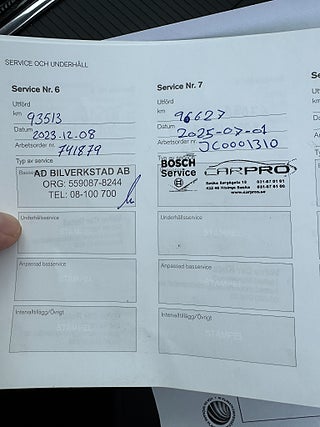 SERVICE OCH UNDERHÅLL
Service Nr. 6
Utförd
km 93513
Datum 2023.12.08
Arbetsorder nr 741879
Typ av service
AD BILVERKSTAD AB
ORG: 559087-8244
TEL: 08-100 700
Underhållsservice
Anpassad basservice
Intervalltillägg/Övrigt
Service Nr. 7
Utförd
km 96627
Datum 2025-07-01
Arbetsorder nr JC0001310
Typ av service
BOSCH
Service
CARPRO
www.carpro.se
Underhållsservice
Anpassad basservice
Intervalltillägg/Övrigt